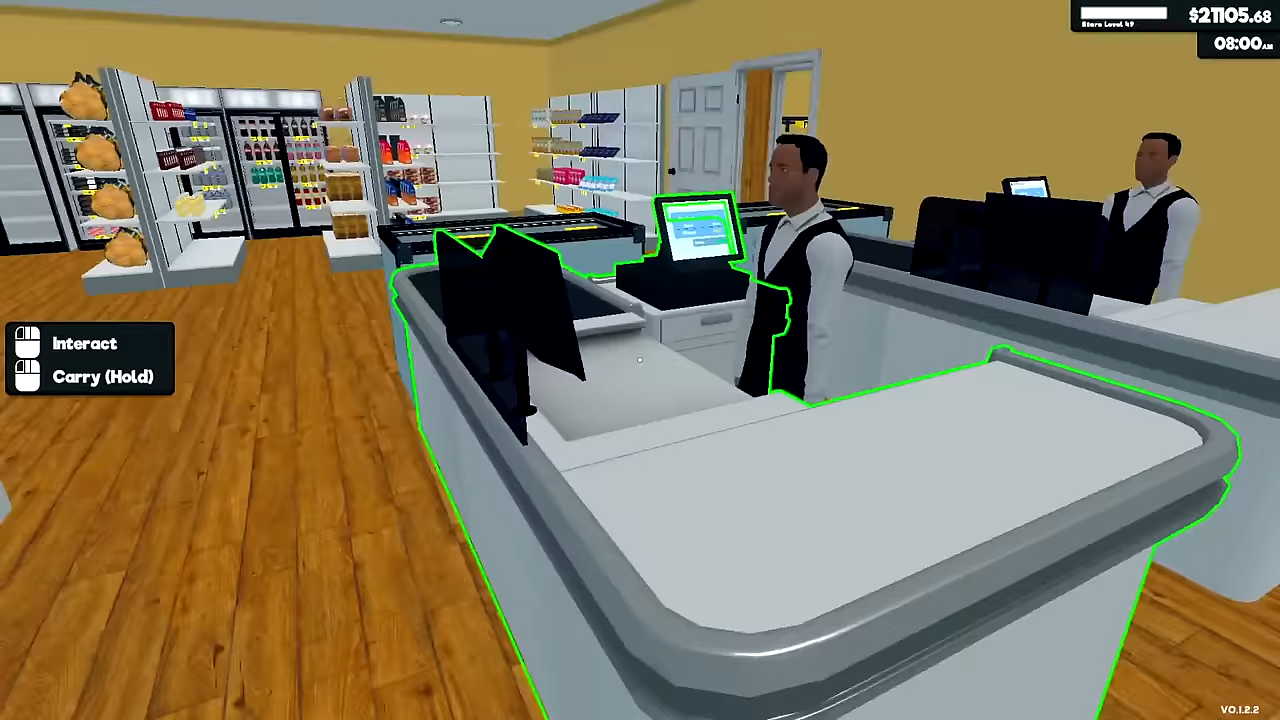 $21105.68
Store Level 49
08:00AM
Interact
Carry (Hold)
V0.1.2.2